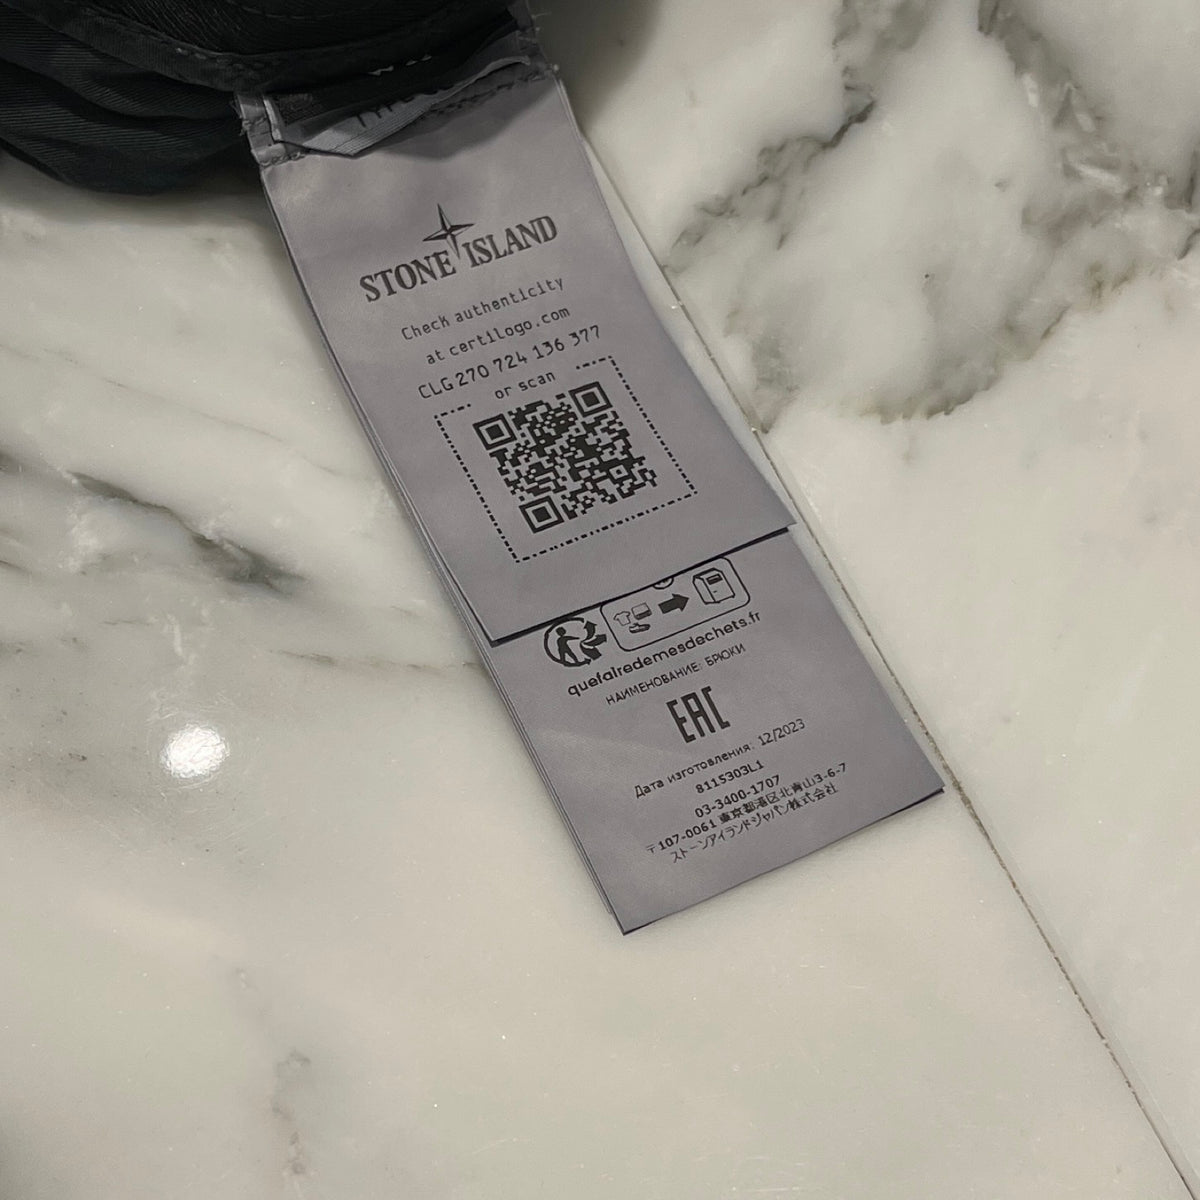 STONE ISLAND
Check authenticity
at certilogo.com
CLG 270 724 136 377
or scan
quefairedemesdechets.fr
НАИМЕНОВАНИЕ: БРЮКИ
EAC
Дата изготовления: 12/2023
8115303L1
03-3400-1707
〒107-0061 東京都港区北青山3-6-7
ストーンアイランドジャパン株式会社